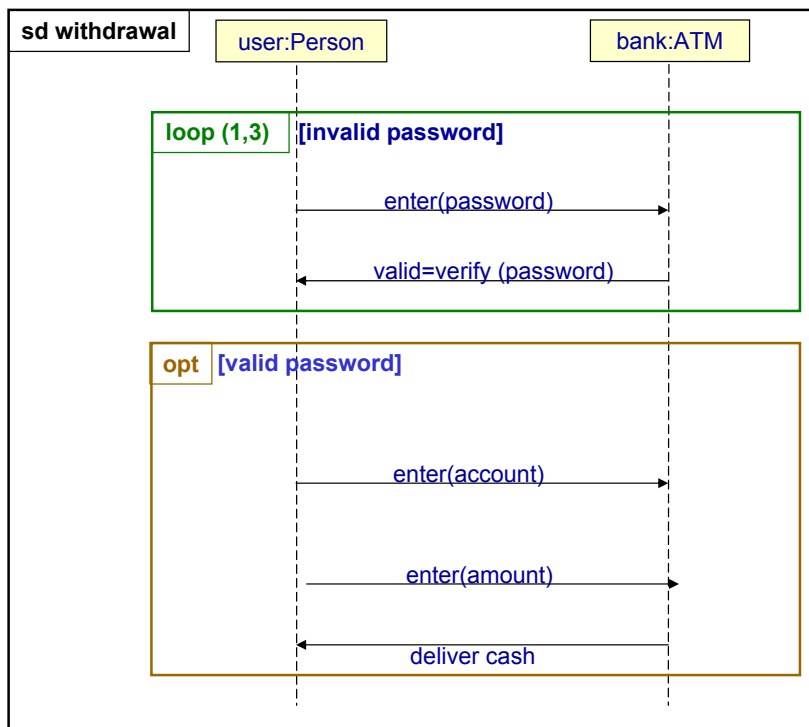 sd withdrawal
user:Person
bank:ATM
loop (1,3) [invalid password]
enter(password)
valid=verify (password)
opt [valid password]
enter(account)
enter(amount)
deliver cash